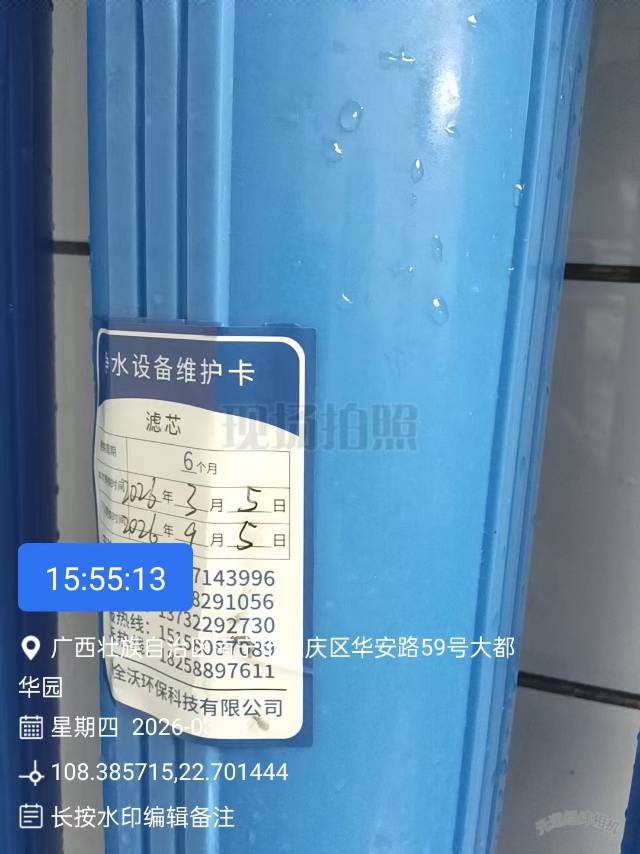 水设备维护卡
滤芯
现场拍照
6个月
2026年3月5日
2026年9月5日
7143996
8291056
热线：13732292730
18258897611
全沃环保科技有限公司
15:55:13
广西壮族自治区 庆区华安路59号大都
华园
星期四 2026-0
108.385715,22.701444
长按水印编辑备注